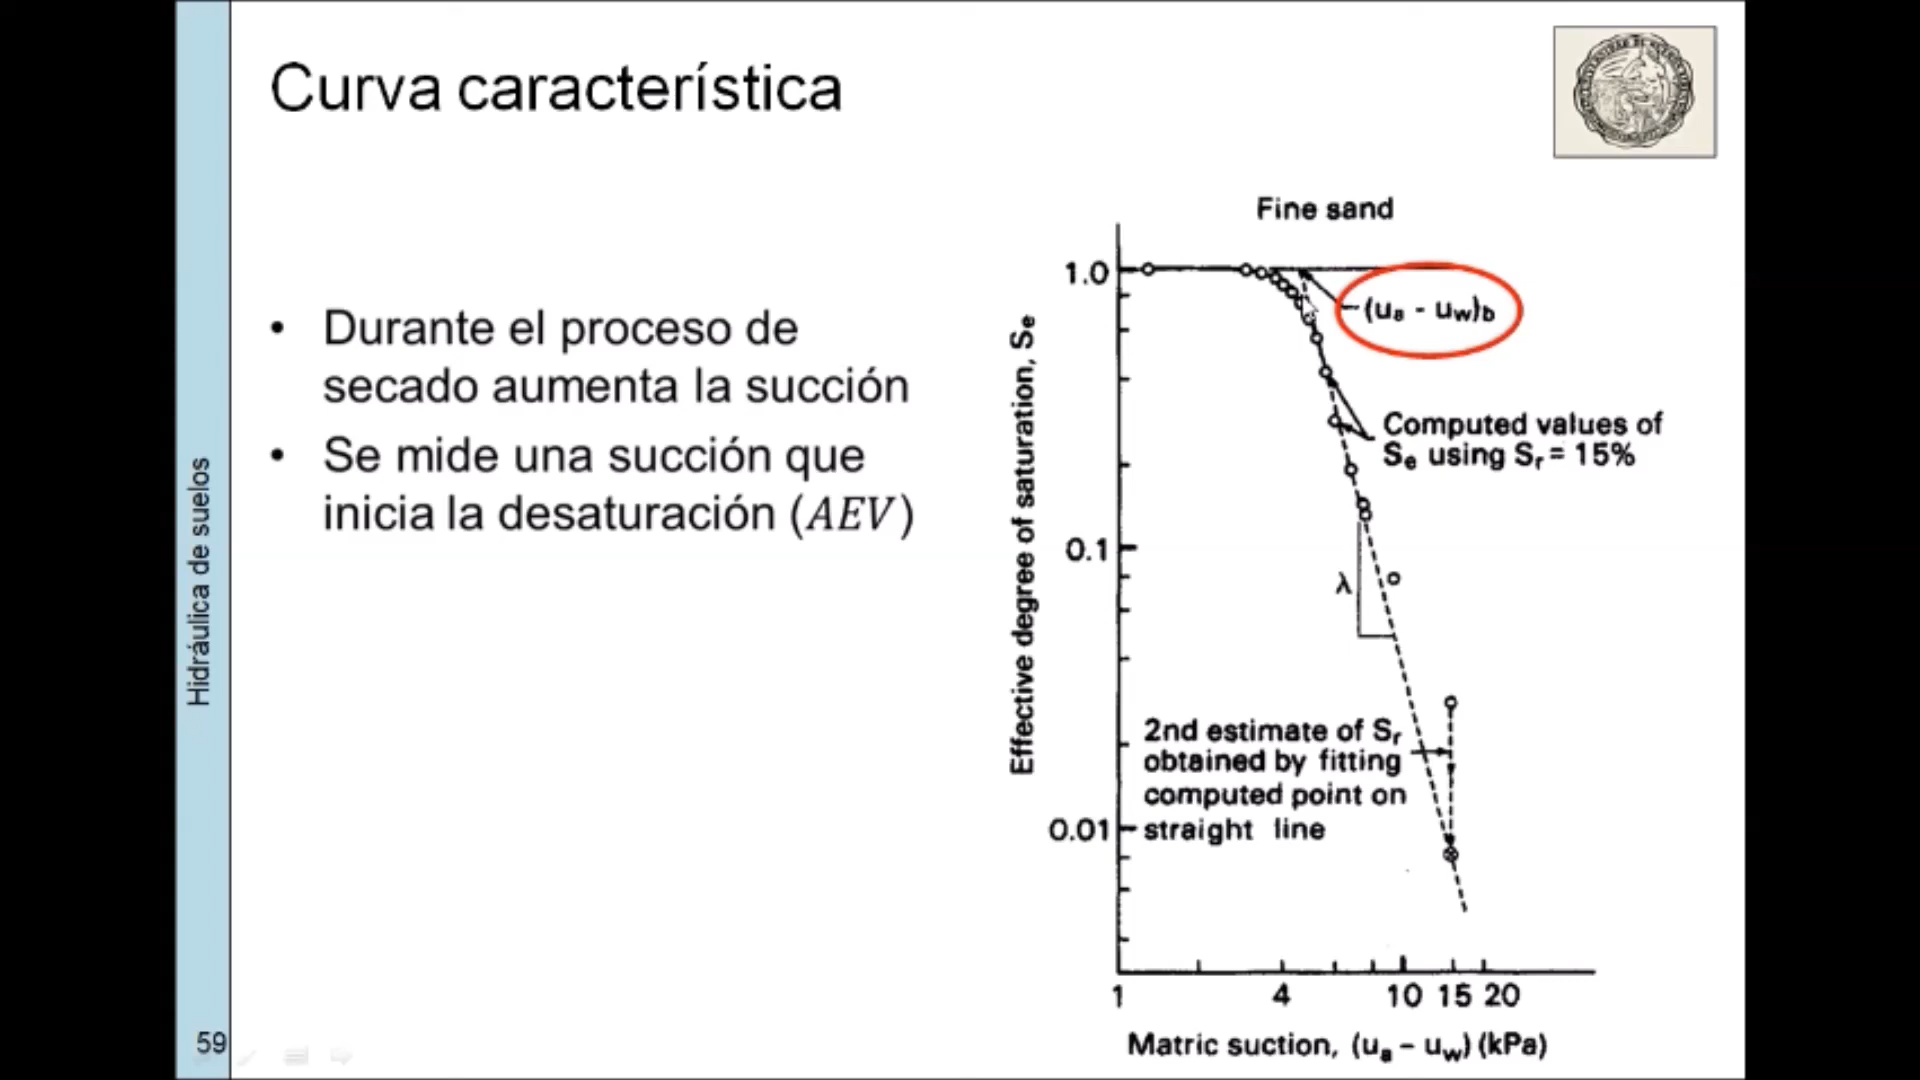 Curva característica
• Durante el proceso de
secado aumenta la succión
• Se mide una succión que
inicia la desaturación (AEV)
Hidráulica de suelos
59
Fine sand
1.0
(uₐ - u_w)_b
Computed values of
Sₑ using Sᵣ = 15%
Effective degree of saturation, Sₑ
0.1
λ
2nd estimate of Sᵣ
obtained by fitting
computed point on
straight line
0.01
1 4 10 15 20
Matric suction, (uₐ - u_w) (kPa)